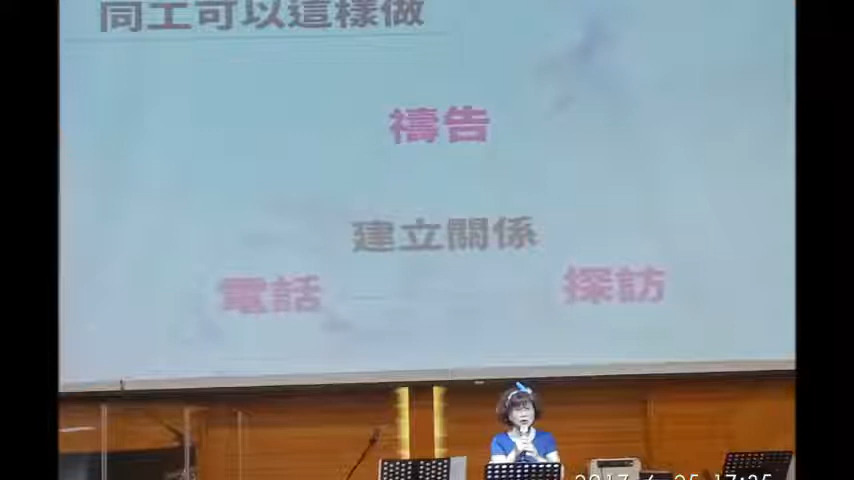 同工可以這樣做
禱告
建立關係
電話 探訪